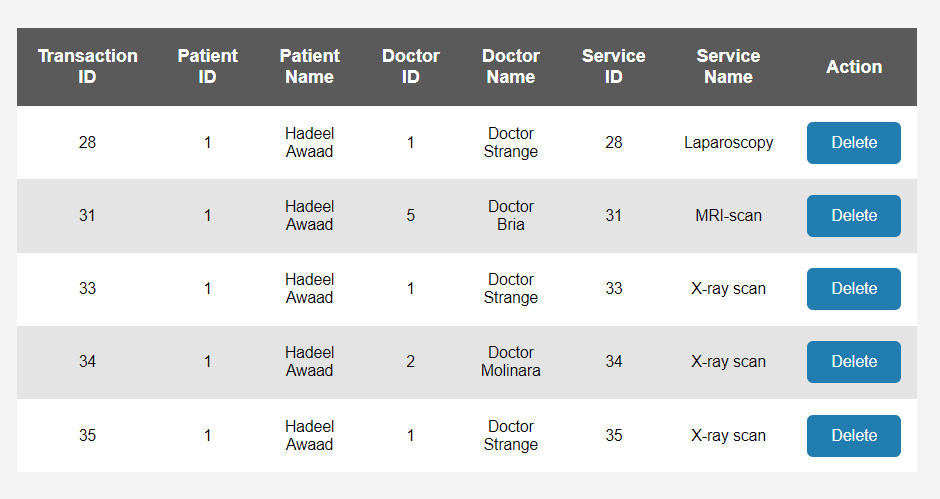 Transaction ID Patient ID Patient Name Doctor ID Doctor Name Service ID Service Name Action
28 1 Hadeel Awaad 1 Doctor Strange 28 Laparoscopy Delete
31 1 Hadeel Awaad 5 Doctor Bria 31 MRI-scan Delete
33 1 Hadeel Awaad 1 Doctor Strange 33 X-ray scan Delete
34 1 Hadeel Awaad 2 Doctor Molinara 34 X-ray scan Delete
35 1 Hadeel Awaad 1 Doctor Strange 35 X-ray scan Delete